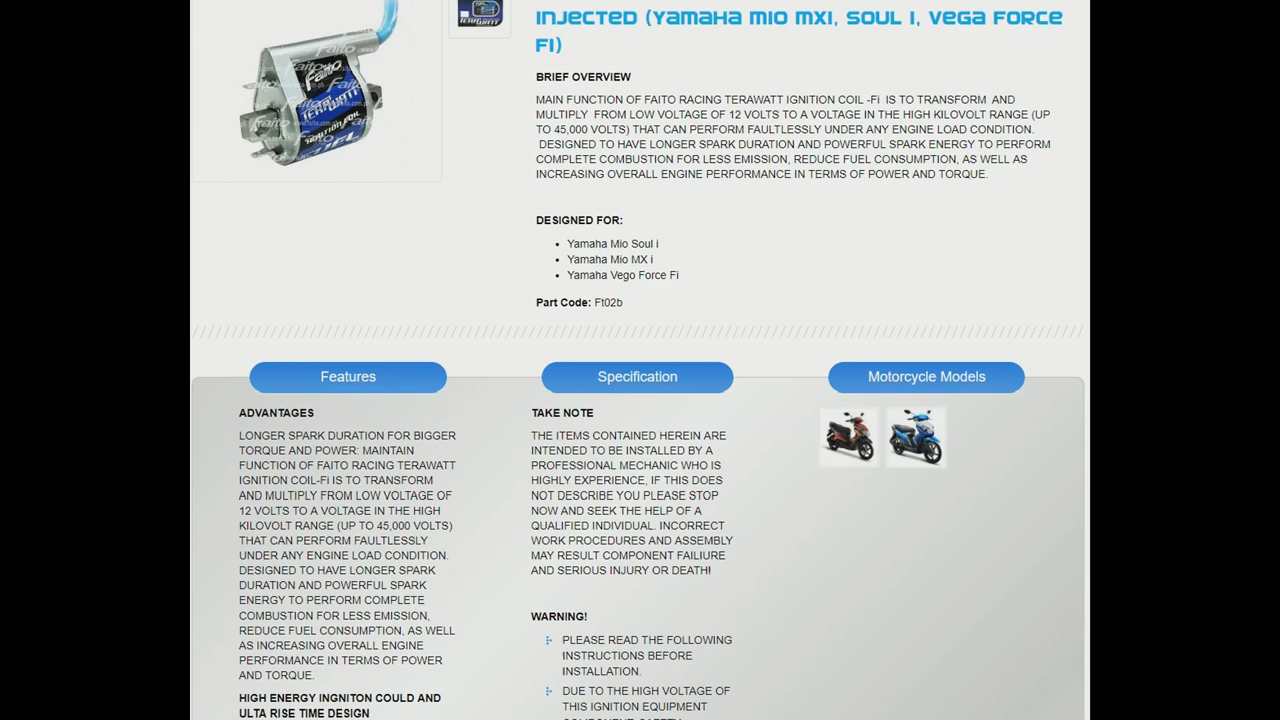 Faito
TERAWATT
IGNITION COIL
INJECTED (YAMAHA MIO MXI, SOUL I, VEGA FORCE
FI)
BRIEF OVERVIEW
MAIN FUNCTION OF FAITO RACING TERAWATT IGNITION COIL -Fi  IS TO TRANSFORM  AND
MULTIPLY  FROM LOW VOLTAGE OF 12 VOLTS TO A VOLTAGE IN THE HIGH KILOVOLT RANGE (UP
TO 45,000 VOLTS) THAT CAN PERFORM FAULTLESSLY UNDER ANY ENGINE LOAD CONDITION.
DESIGNED TO HAVE LONGER SPARK DURATION AND POWERFUL SPARK ENERGY TO PERFORM
COMPLETE COMBUSTION FOR LESS EMISSION, REDUCE FUEL CONSUMPTION, AS WELL AS
INCREASING OVERALL ENGINE PERFORMANCE IN TERMS OF POWER AND TORQUE.
DESIGNED FOR:
• Yamaha Mio Soul i
• Yamaha Mio MX i
• Yamaha Vego Force Fi
Part Code: Ft02b
Features
ADVANTAGES
LONGER SPARK DURATION FOR BIGGER
TORQUE AND POWER: MAINTAIN
FUNCTION OF FAITO RACING TERAWATT
IGNITION COIL-Fi IS TO TRANSFORM
AND MULTIPLY FROM LOW VOLTAGE OF
12 VOLTS TO A VOLTAGE IN THE HIGH
KILOVOLT RANGE (UP TO 45,000 VOLTS)
THAT CAN PERFORM FAULTLESSLY
UNDER ANY ENGINE LOAD CONDITION.
DESIGNED TO HAVE LONGER SPARK
DURATION AND POWERFUL SPARK
ENERGY TO PERFORM COMPLETE
COMBUSTION FOR LESS EMISSION,
REDUCE FUEL CONSUMPTION, AS WELL
AS INCREASING OVERALL ENGINE
PERFORMANCE IN TERMS OF POWER
AND TORQUE.
HIGH ENERGY INGNITON COULD AND
ULTA RISE TIME DESIGN
Specification
TAKE NOTE
THE ITEMS CONTAINED HEREIN ARE
INTENDED TO BE INSTALLED BY A
PROFESSIONAL MECHANIC WHO IS
HIGHLY EXPERIENCE, IF THIS DOES
NOT DESCRIBE YOU PLEASE STOP
NOW AND SEEK THE HELP OF A
QUALIFIED INDIVIDUAL. INCORRECT
WORK PROCEDURES AND ASSEMBLY
MAY RESULT COMPONENT FAILIURE
AND SERIOUS INJURY OR DEATH!
WARNING!
PLEASE READ THE FOLLOWING
INSTRUCTIONS BEFORE
INSTALLATION.
DUE TO THE HIGH VOLTAGE OF
THIS IGNITION EQUIPMENT
Motorcycle Models